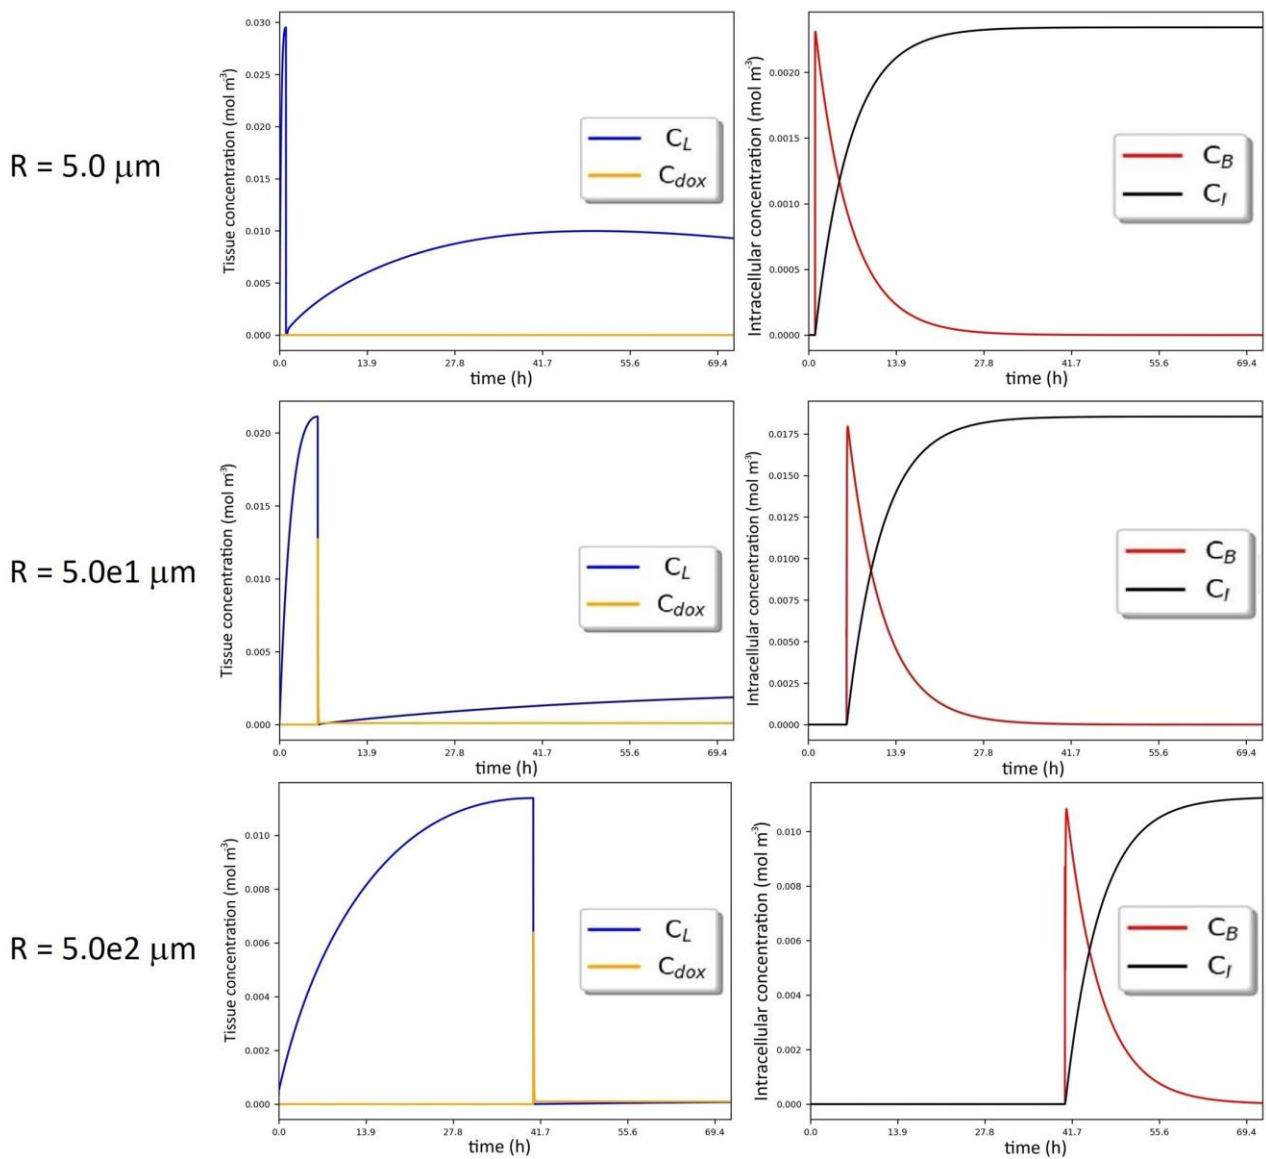 R = 5.0 μm
Tissue concentration (mol m⁻³)
0.030
0.025
0.020
0.015
0.010
0.005
0.000
C_L
C_dox
0.0 13.9 27.8 41.7 55.6 69.4
time (h)
Intracellular concentration (mol m⁻³)
0.0020
0.0015
0.0010
0.0005
0.0000
C_B
C_I
0.0 13.9 27.8 41.7 55.6 69.4
time (h)
R = 5.0e1 μm
Tissue concentration (mol m⁻³)
0.020
0.015
0.010
0.005
0.000
C_L
C_dox
0.0 13.9 27.8 41.7 55.6 69.4
time (h)
Intracellular concentration (mol m⁻³)
0.0175
0.0150
0.0125
0.0100
0.0075
0.0050
0.0025
0.0000
C_B
C_I
0.0 13.9 27.8 41.7 55.6 69.4
time (h)
R = 5.0e2 μm
Tissue concentration (mol m⁻³)
0.010
0.008
0.006
0.004
0.002
0.000
C_L
C_dox
0.0 13.9 27.8 41.7 55.6 69.4
time (h)
Intracellular concentration (mol m⁻³)
0.010
0.008
0.006
0.004
0.002
0.000
C_B
C_I
0.0 13.9 27.8 41.7 55.6 69.4
time (h)